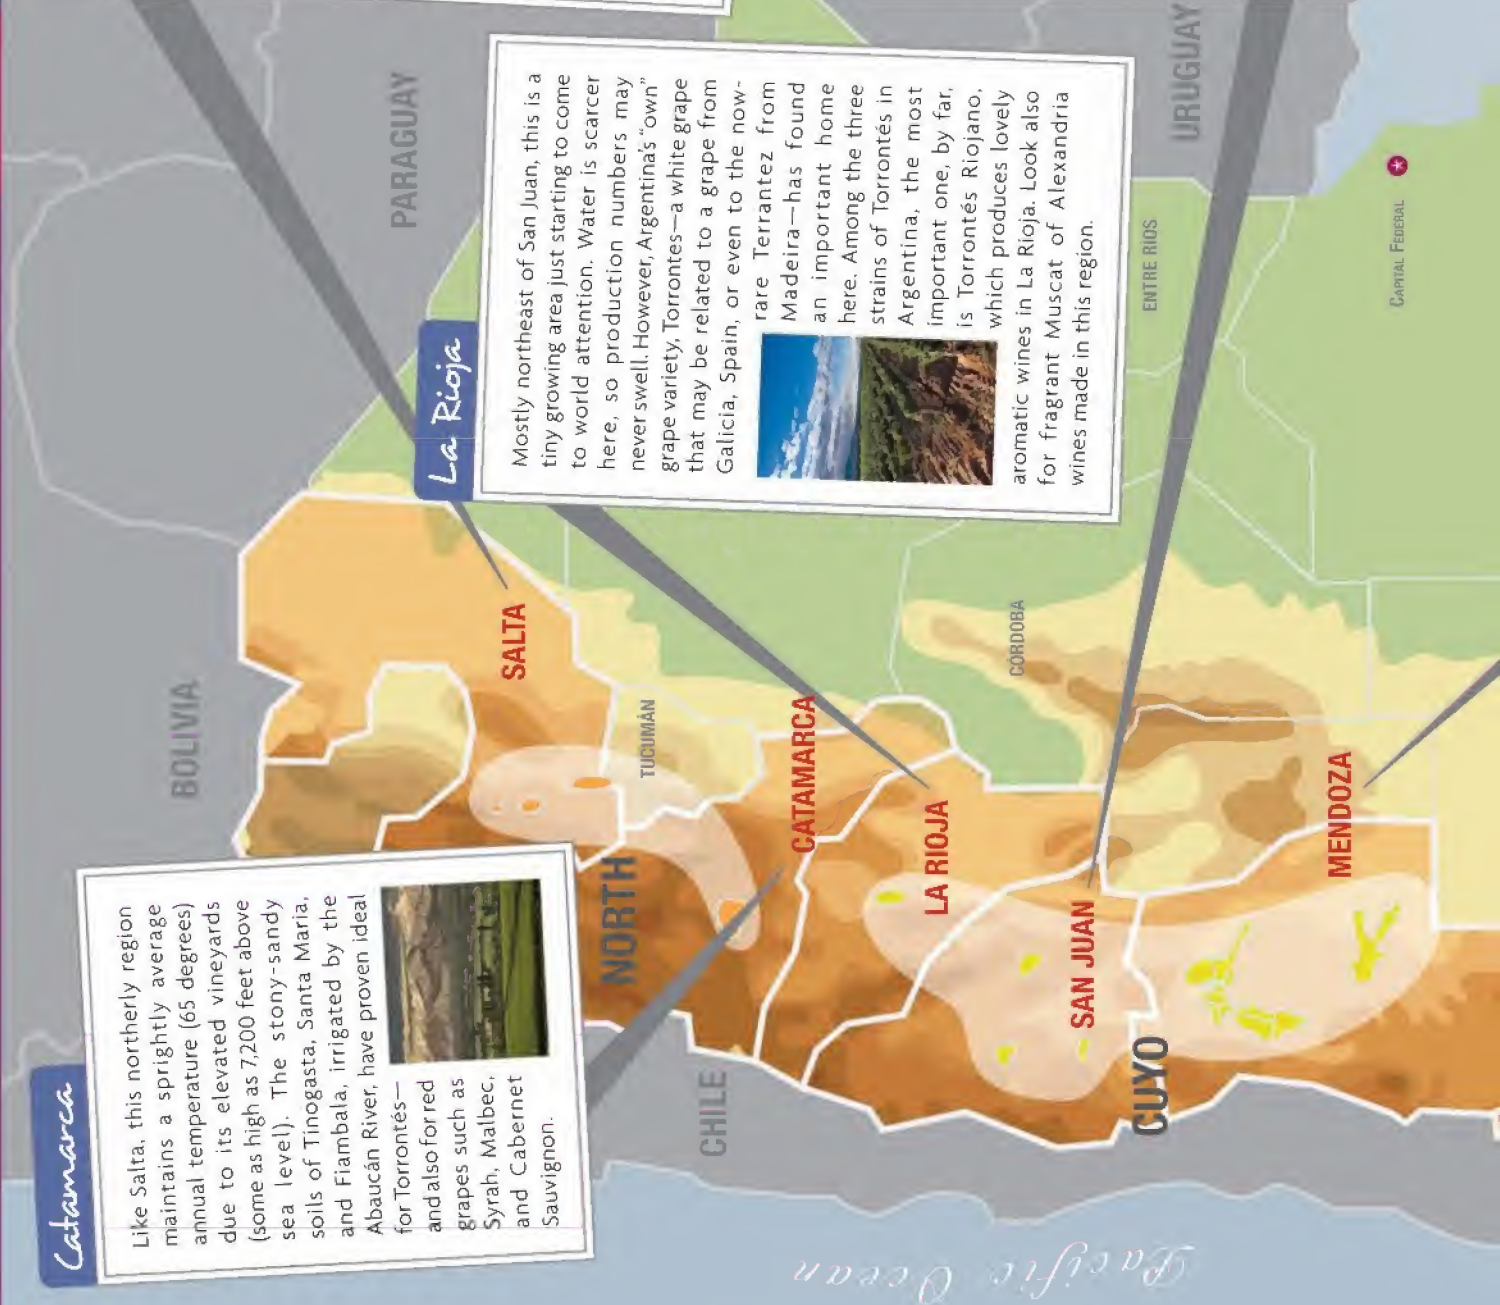 Catamarca
Like Salta, this northerly region
maintains a sprightly average
annual temperature (65 degrees)
due to its elevated vineyards
(some as high as 7,200 feet above
sea level). The stony-sandy
soils of Tinogasta, Santa Maria,
and Fiambala, irrigated by the
Abaucán River, have proven ideal
for Torrontés—
and also for red
grapes such as
Syrah, Malbec,
and Cabernet
Sauvignon.
La Rioja
Mostly northeast of San Juan, this is a
tiny growing area just starting to come
to world attention. Water is scarcer
here, so production numbers may
never swell. However, Argentina's "own"
grape variety, Torrontes—a white grape
that may be related to a grape from
Galicia, Spain, or even to the now-
rare Terrantez from
Madeira—has found
an important home
here. Among the three
strains of Torrontés in
Argentina, the most
important one, by far,
is Torrontés Riojano,
which produces lovely
aromatic wines in La Rioja. Look also
for fragrant Muscat of Alexandria
wines made in this region.
BOLIVIA
PARAGUAY
SALTA
NORTH
TUCUMÁN
CHILE
CATAMARCA
LA RIOJA
CÓRDOBA
SAN JUAN
CUYO
ENTRE RÍOS
URUGUAY
MENDOZA
CAPITAL FEDERAL
Pacific Ocean